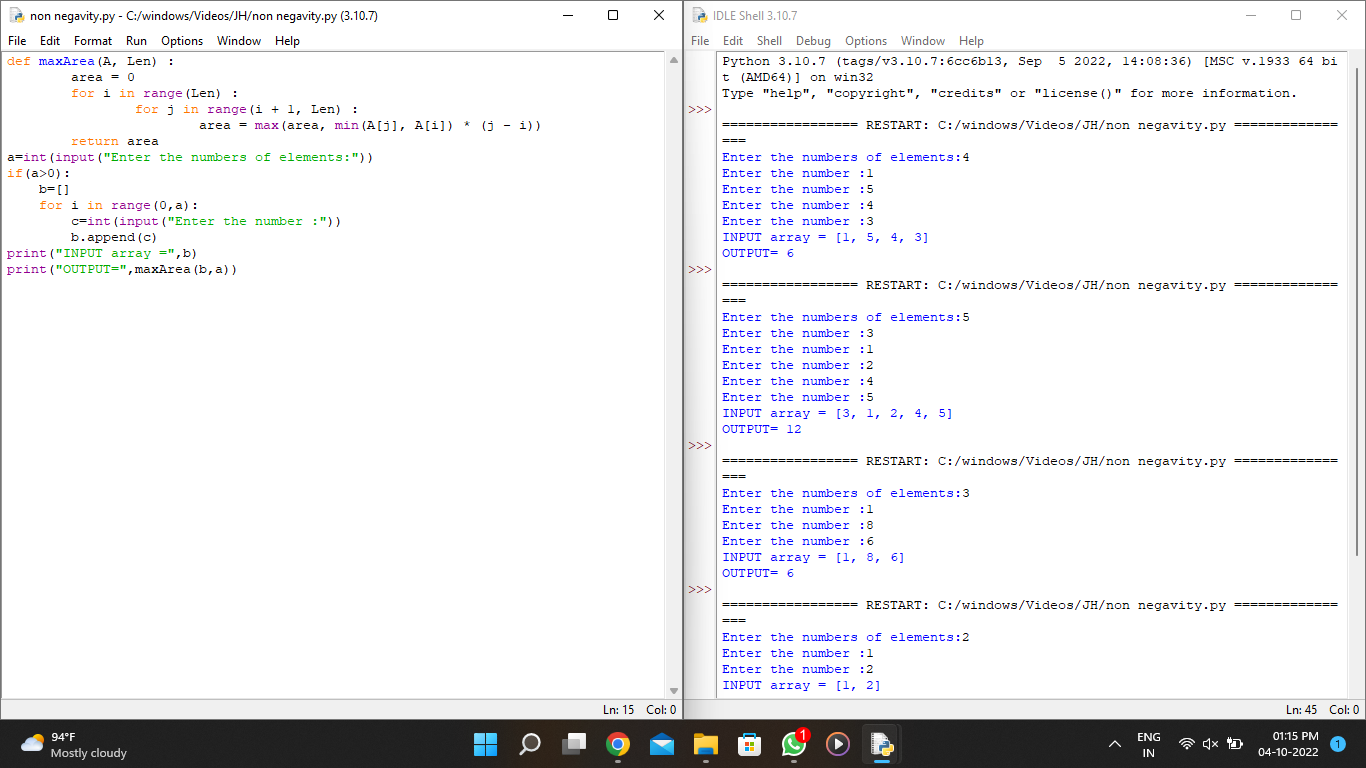 non negavity.py - C:/windows/Videos/JH/non negavity.py (3.10.7)
File Edit Format Run Options Window Help
def maxArea(A, Len) :
        area = 0
        for i in range(Len) :
                for j in range(i + 1, Len) :
                        area = max(area, min(A[j], A[i]) * (j - i))
        return area
a=int(input("Enter the numbers of elements:"))
if(a>0):
    b=[]
    for i in range(0,a):
        c=int(input("Enter the number :"))
        b.append(c)
print("INPUT array =",b)
print("OUTPUT=",maxArea(b,a))
Ln: 15 Col: 0
IDLE Shell 3.10.7
File Edit Shell Debug Options Window Help
Python 3.10.7 (tags/v3.10.7:6cc6b13, Sep  5 2022, 14:08:36) [MSC v.1933 64 bi
t (AMD64)] on win32
Type "help", "copyright", "credits" or "license()" for more information.
>>>
================= RESTART: C:/windows/Videos/JH/non negavity.py =============
===
Enter the numbers of elements:4
Enter the number :1
Enter the number :5
Enter the number :4
Enter the number :3
INPUT array = [1, 5, 4, 3]
OUTPUT= 6
>>>
================= RESTART: C:/windows/Videos/JH/non negavity.py =============
===
Enter the numbers of elements:5
Enter the number :3
Enter the number :1
Enter the number :2
Enter the number :4
Enter the number :5
INPUT array = [3, 1, 2, 4, 5]
OUTPUT= 12
>>>
================= RESTART: C:/windows/Videos/JH/non negavity.py =============
===
Enter the numbers of elements:3
Enter the number :1
Enter the number :8
Enter the number :6
INPUT array = [1, 8, 6]
OUTPUT= 6
>>>
================= RESTART: C:/windows/Videos/JH/non negavity.py =============
===
Enter the numbers of elements:2
Enter the number :1
Enter the number :2
INPUT array = [1, 2]
Ln: 45 Col: 0
94°F
Mostly cloudy
1
ENG
IN
01:15 PM
04-10-2022
1